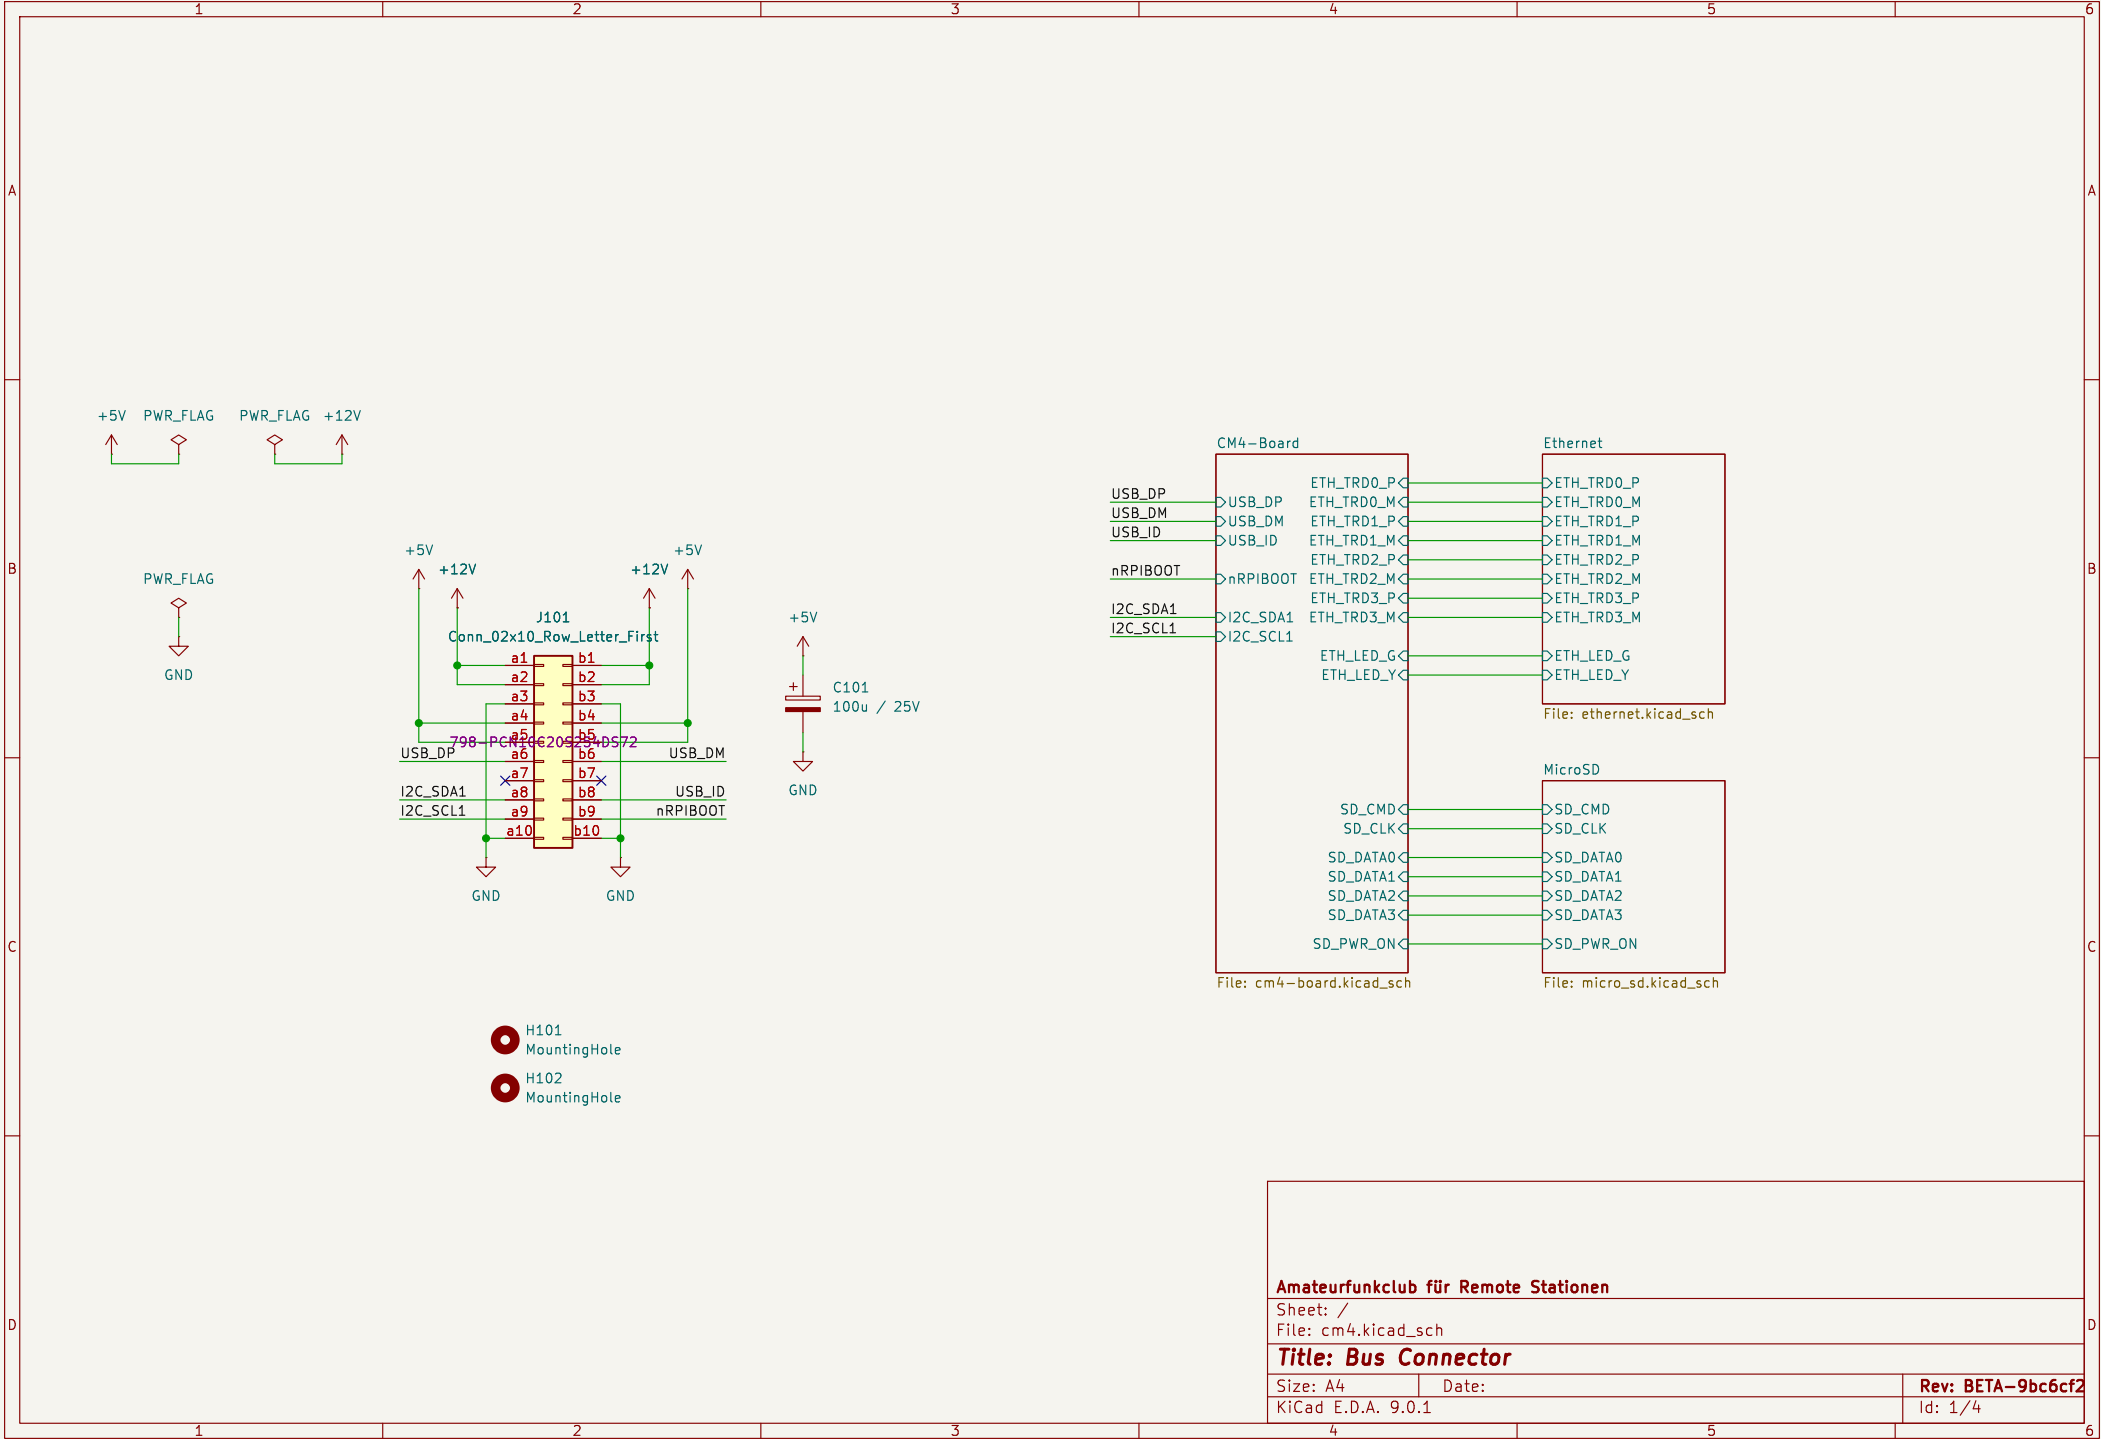 1 2 3 4 5 6
A A
+5V PWR_FLAG PWR_FLAG +12V
B B
PWR_FLAG
GND
+5V +5V
+12V +12V
J101
Conn_02x10_Row_Letter_First
a1 b1
a2 b2
a3 b3
a4 b4
a5 b5
798-PCN10C20S254DS72
USB_DP a6 b6 USB_DM
a7 b7
I2C_SDA1 a8 b8 USB_ID
I2C_SCL1 a9 b9 nRPIBOOT
a10 b10
GND GND
+5V
C101
+
100u / 25V
GND
CM4-Board
USB_DP USB_DP
USB_DM USB_DM
USB_ID USB_ID
nRPIBOOT nRPIBOOT
I2C_SDA1 I2C_SDA1
I2C_SCL1 I2C_SCL1
ETH_TRD0_P
ETH_TRD0_M
ETH_TRD1_P
ETH_TRD1_M
ETH_TRD2_P
ETH_TRD2_M
ETH_TRD3_P
ETH_TRD3_M
ETH_LED_G
ETH_LED_Y
SD_CMD
SD_CLK
SD_DATA0
SD_DATA1
SD_DATA2
SD_DATA3
SD_PWR_ON
File: cm4-board.kicad_sch
Ethernet
ETH_TRD0_P
ETH_TRD0_M
ETH_TRD1_P
ETH_TRD1_M
ETH_TRD2_P
ETH_TRD2_M
ETH_TRD3_P
ETH_TRD3_M
ETH_LED_G
ETH_LED_Y
File: ethernet.kicad_sch
MicroSD
SD_CMD
SD_CLK
SD_DATA0
SD_DATA1
SD_DATA2
SD_DATA3
SD_PWR_ON
File: micro_sd.kicad_sch
C C
H101
MountingHole
H102
MountingHole
D D
Amateurfunkclub für Remote Stationen
Sheet: /
File: cm4.kicad_sch
Title: Bus Connector
Size: A4 Date: Rev: BETA-9bc6cf2
KiCad E.D.A. 9.0.1 Id: 1/4
1 2 3 4 5 6